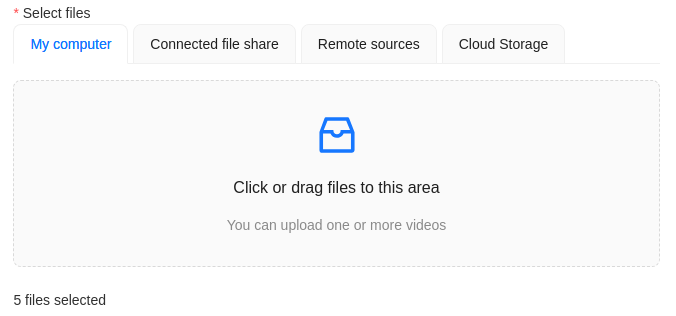 * Select files
My computer
Connected file share
Remote sources
Cloud Storage
Click or drag files to this area
You can upload one or more videos
5 files selected